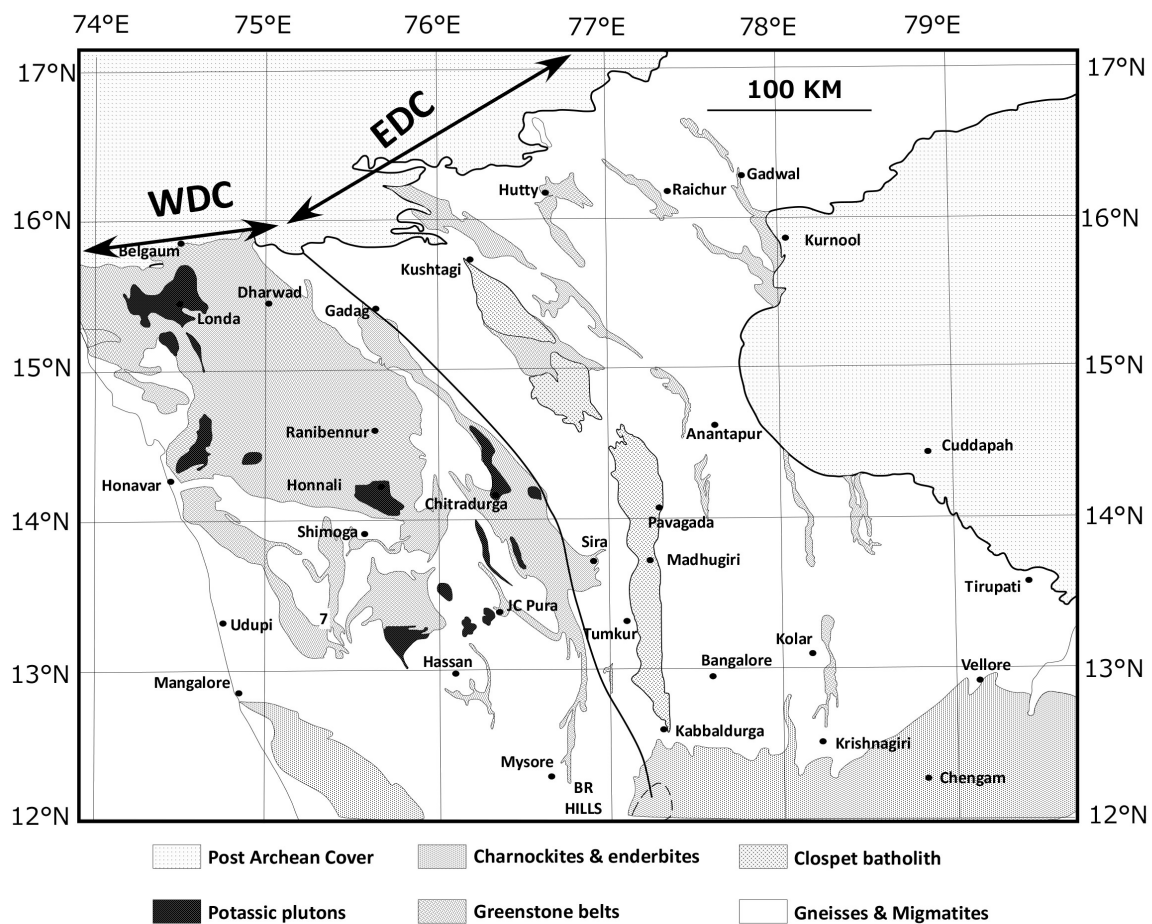 74°E 75°E 76°E 77°E 78°E 79°E
17°N 17°N
100 KM
EDC
WDC
Hutty
Raichur
Gadwal
16°N 16°N
Belgaum
Kurnool
Kushtagi
Dharwad
Gadag
Londa
15°N 15°N
Ranibennur
Anantapur
Cuddapah
Honavar
Honnali
Chitradurga
14°N 14°N
Pavagada
Shimoga
Sira
Madhugiri
Tirupati
JC Pura
7
Udupi
Tumkur
Kolar
Hassan
Bangalore
Vellore
13°N 13°N
Mangalore
Kabbaldurga
Krishnagiri
Mysore
BR
HILLS
Chengam
12°N 12°N
Post Archean Cover
Charnockites & enderbites
Clospet batholith
Potassic plutons
Greenstone belts
Gneisses & Migmatites